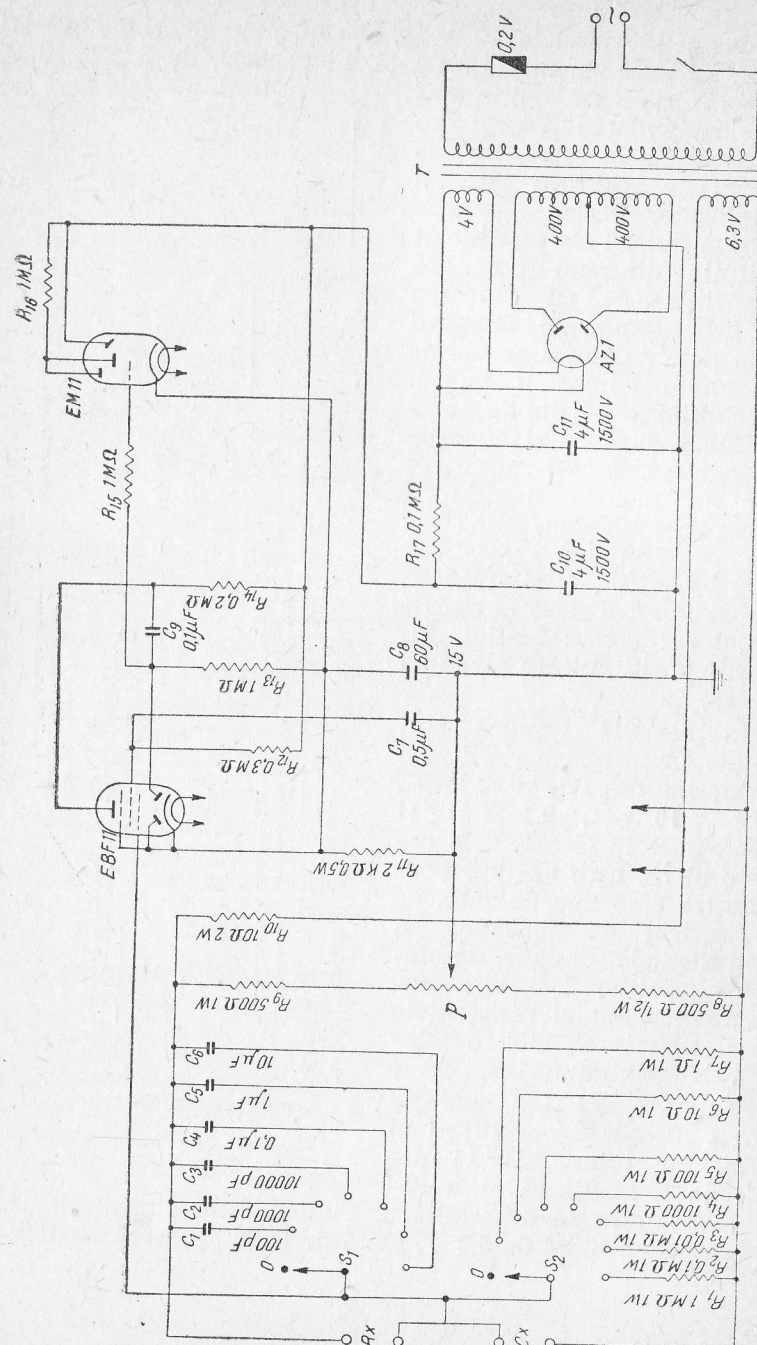 0,2V
T
4V
400V
400V
6,3V
R16 1MΩ
EM11
R15 1MΩ
AZ1
C11
4µF
1500V
R17 0,1MΩ
C10
4µF
1500V
R14 0,2MΩ
C9
0,1µF
R13 1MΩ
C8
60µF
15V
C7
0,5µF
R12 0,3MΩ
EBF11
R11 2KΩ 0,5W
R10 10Ω 2W
R9 500Ω 1W
P
R8 500Ω 1/2W
C6
10µF
C5
1µF
C4
0,1µF
C3
10000pF
C2
1000pF
C1
100pF
R7 1Ω 1W
R6 10Ω 1W
R5 100Ω 1W
R4 1000Ω 1W
R3 0,01MΩ 1W
R2 0,1MΩ 1W
R1 1MΩ 1W
0
S1
0
S2
Rx
Cx